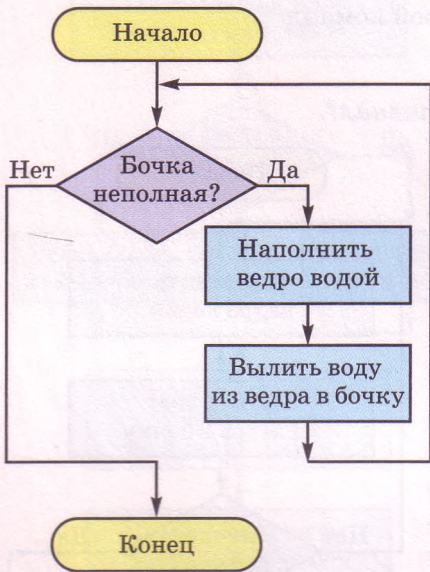 Начало
Бочка
неполная?
Нет
Да
Наполнить
ведро водой
Вылить воду
из ведра в бочку
Конец